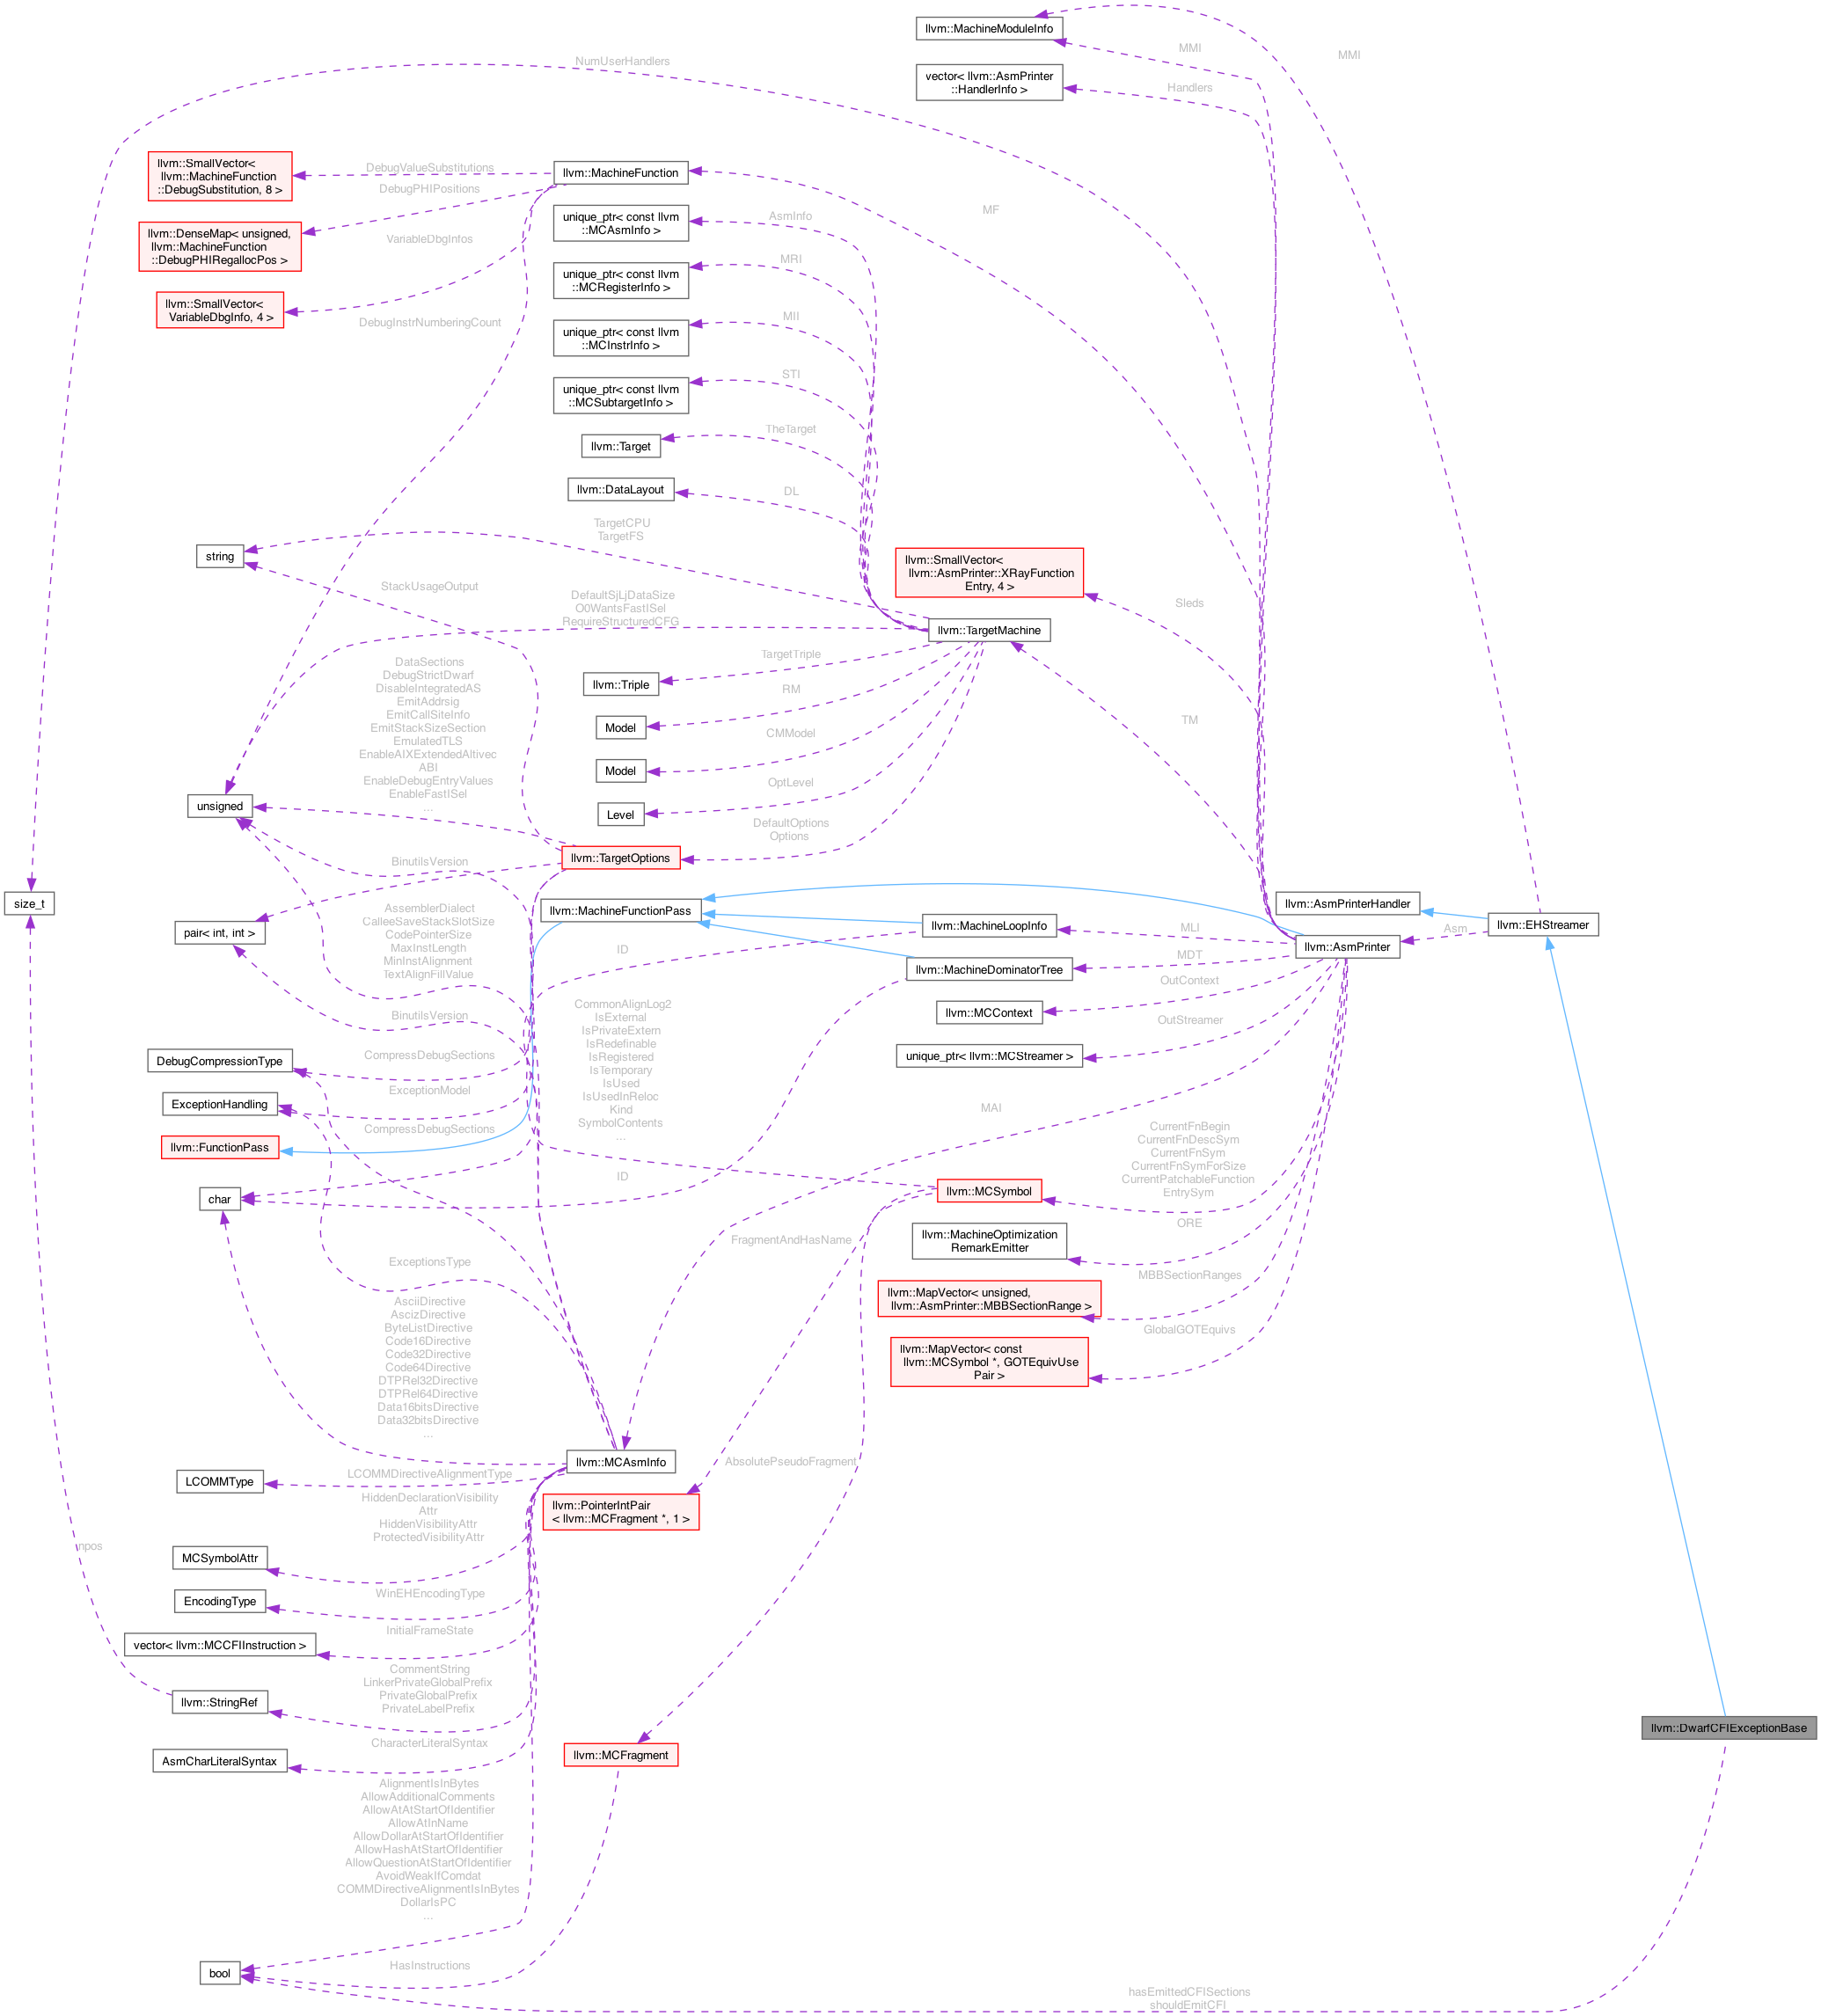 llvm::MachineModuleInfo
MMI
MMI
NumUserHandlers
vector< llvm::AsmPrinter
::HandlerInfo >
Handlers
llvm::SmallVector<
llvm::MachineFunction
::DebugSubstitution, 8 >
DebugValueSubstitutions
llvm::MachineFunction
DebugPHIPositions
MF
llvm::DenseMap< unsigned,
llvm::MachineFunction
::DebugPHIRegallocPos >
VariableDbgInfos
unique_ptr< const llvm
::MCAsmInfo >
AsmInfo
unique_ptr< const llvm
::MCRegisterInfo >
MRI
llvm::SmallVector<
VariableDbgInfo, 4 >
DebugInstrNumberingCount
unique_ptr< const llvm
::MCInstrInfo >
MII
unique_ptr< const llvm
::MCSubtargetInfo >
STI
llvm::Target
TheTarget
llvm::DataLayout
DL
string
TargetCPU
TargetFS
llvm::SmallVector<
llvm::AsmPrinter::XRayFunction
Entry, 4 >
Sleds
StackUsageOutput
DefaultSjLjDataSize
O0WantsFastISel
RequireStructuredCFG
llvm::TargetMachine
TargetTriple
llvm::Triple
RM
Model
TM
CMModel
Model
OptLevel
Level
DataSections
DebugStrictDwarf
DisableIntegratedAS
EmitAddrsig
EmitCallSiteInfo
EmitStackSizeSection
EmulatedTLS
EnableAIXExtendedAltivec
ABI
EnableDebugEntryValues
EnableFastISel
...
unsigned
DefaultOptions
Options
llvm::TargetOptions
BinutilsVersion
size_t
llvm::MachineFunctionPass
llvm::AsmPrinterHandler
llvm::MachineLoopInfo
MLI
llvm::EHStreamer
Asm
llvm::AsmPrinter
pair< int, int >
AssemblerDialect
CalleeSaveStackSlotSize
CodePointerSize
MaxInstLength
MinInstAlignment
TextAlignFillValue
ID
llvm::MachineDominatorTree
MDT
OutContext
llvm::MCContext
OutStreamer
unique_ptr< llvm::MCStreamer >
BinutilsVersion
CommonAlignLog2
IsExternal
IsPrivateExtern
IsRedefinable
IsRegistered
IsTemporary
IsUsed
IsUsedInReloc
Kind
SymbolContents
...
DebugCompressionType
CompressDebugSections
ExceptionHandling
ExceptionModel
CompressDebugSections
llvm::FunctionPass
MAI
CurrentFnBegin
CurrentFnDescSym
CurrentFnSym
CurrentFnSymForSize
CurrentPatchableFunction
EntrySym
char
ID
llvm::MCSymbol
ORE
llvm::MachineOptimization
RemarkEmitter
FragmentAndHasName
ExceptionsType
MBBSectionRanges
llvm::MapVector< unsigned,
llvm::AsmPrinter::MBBSectionRange >
GlobalGOTEquivs
llvm::MapVector< const
llvm::MCSymbol *, GOTEquivUse
Pair >
AsciiDirective
AscizDirective
ByteListDirective
Code16Directive
Code32Directive
Code64Directive
DTPRel32Directive
DTPRel64Directive
Data16bitsDirective
Data32bitsDirective
...
llvm::MCAsmInfo
AbsolutePseudoFragment
LCOMMType
LCOMMDirectiveAlignmentType
HiddenDeclarationVisibility
Attr
HiddenVisibilityAttr
ProtectedVisibilityAttr
llvm::PointerIntPair
< llvm::MCFragment *, 1 >
npos
MCSymbolAttr
EncodingType
WinEHEncodingType
vector< llvm::MCCFIInstruction >
InitialFrameState
llvm::StringRef
CommentString
LinkerPrivateGlobalPrefix
PrivateGlobalPrefix
PrivateLabelPrefix
llvm::DwarfCFIExceptionBase
AsmCharLiteralSyntax
CharacterLiteralSyntax
llvm::MCFragment
AlignmentIsInBytes
AllowAdditionalComments
AllowAtAtStartOfIdentifier
AllowAtInName
AllowDollarAtStartOfIdentifier
AllowHashAtStartOfIdentifier
AllowQuestionAtStartOfIdentifier
AvoidWeakIfComdat
COMMDirectiveAlignmentIsInBytes
DollarIsPC
...
bool
HasInstructions
hasEmittedCFISections
shouldEmitCFI